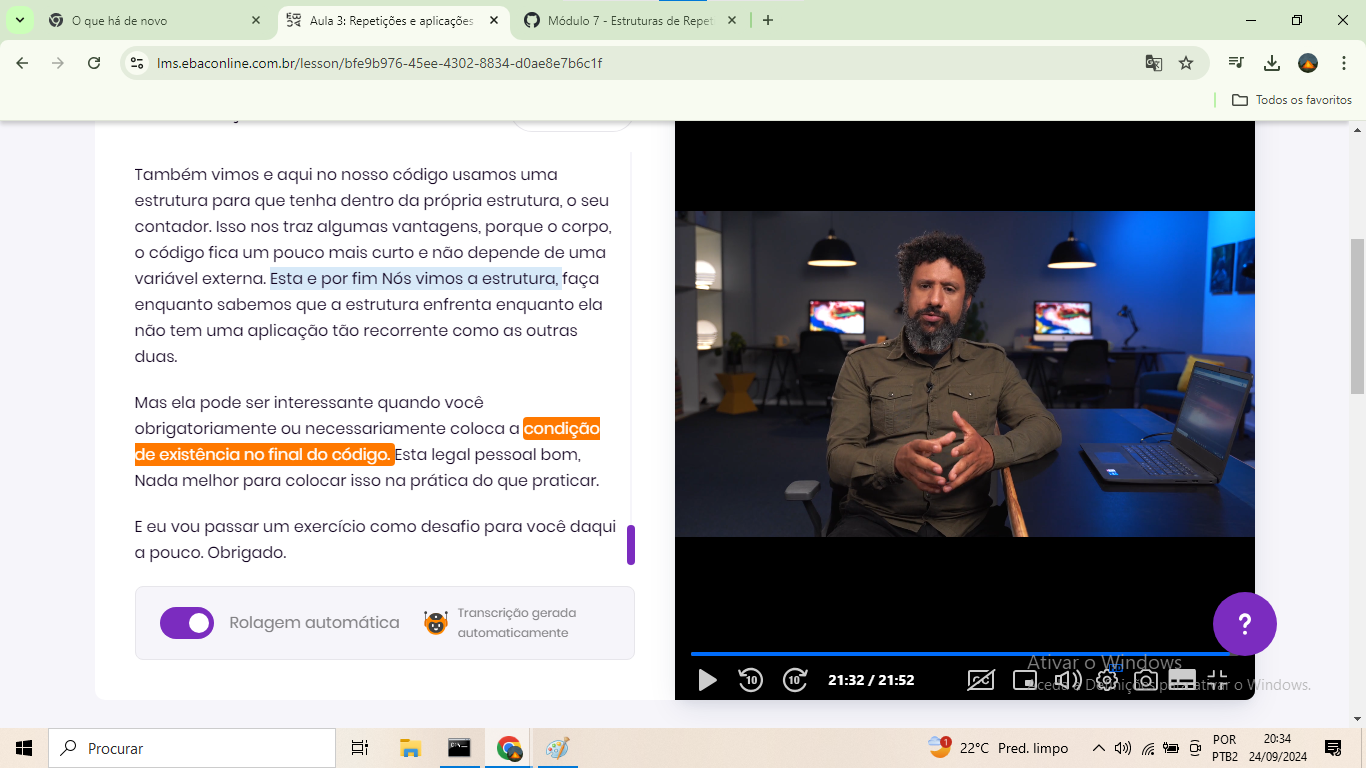 O que há de novo
Aula 3: Repetições e aplicações
Módulo 7 - Estruturas de Repet
lms.ebaconline.com.br/lesson/bfe9b976-45ee-4302-8834-d0ae8e7b6c1f
Todos os favoritos
Também vimos e aqui no nosso código usamos uma
estrutura para que tenha dentro da própria estrutura, o seu
contador. Isso nos traz algumas vantagens, porque o corpo,
o código fica um pouco mais curto e não depende de uma
variável externa. Esta e por fim Nós vimos a estrutura, faça
enquanto sabemos que a estrutura enfrenta enquanto ela
não tem uma aplicação tão recorrente como as outras
duas.
Mas ela pode ser interessante quando você
obrigatoriamente ou necessariamente coloca a condição
de existência no final do código. Esta legal pessoal bom,
Nada melhor para colocar isso na prática do que praticar.
E eu vou passar um exercício como desafio para você daqui
a pouco. Obrigado.
Rolagem automática
Transcrição gerada
automaticamente
?
10
10
21:32 / 21:52
CC
Ativar o Windows
Acede a Definições para ativar o Windows.
Procurar
1
22°C Pred. limpo
POR
PTB2
20:34
24/09/2024